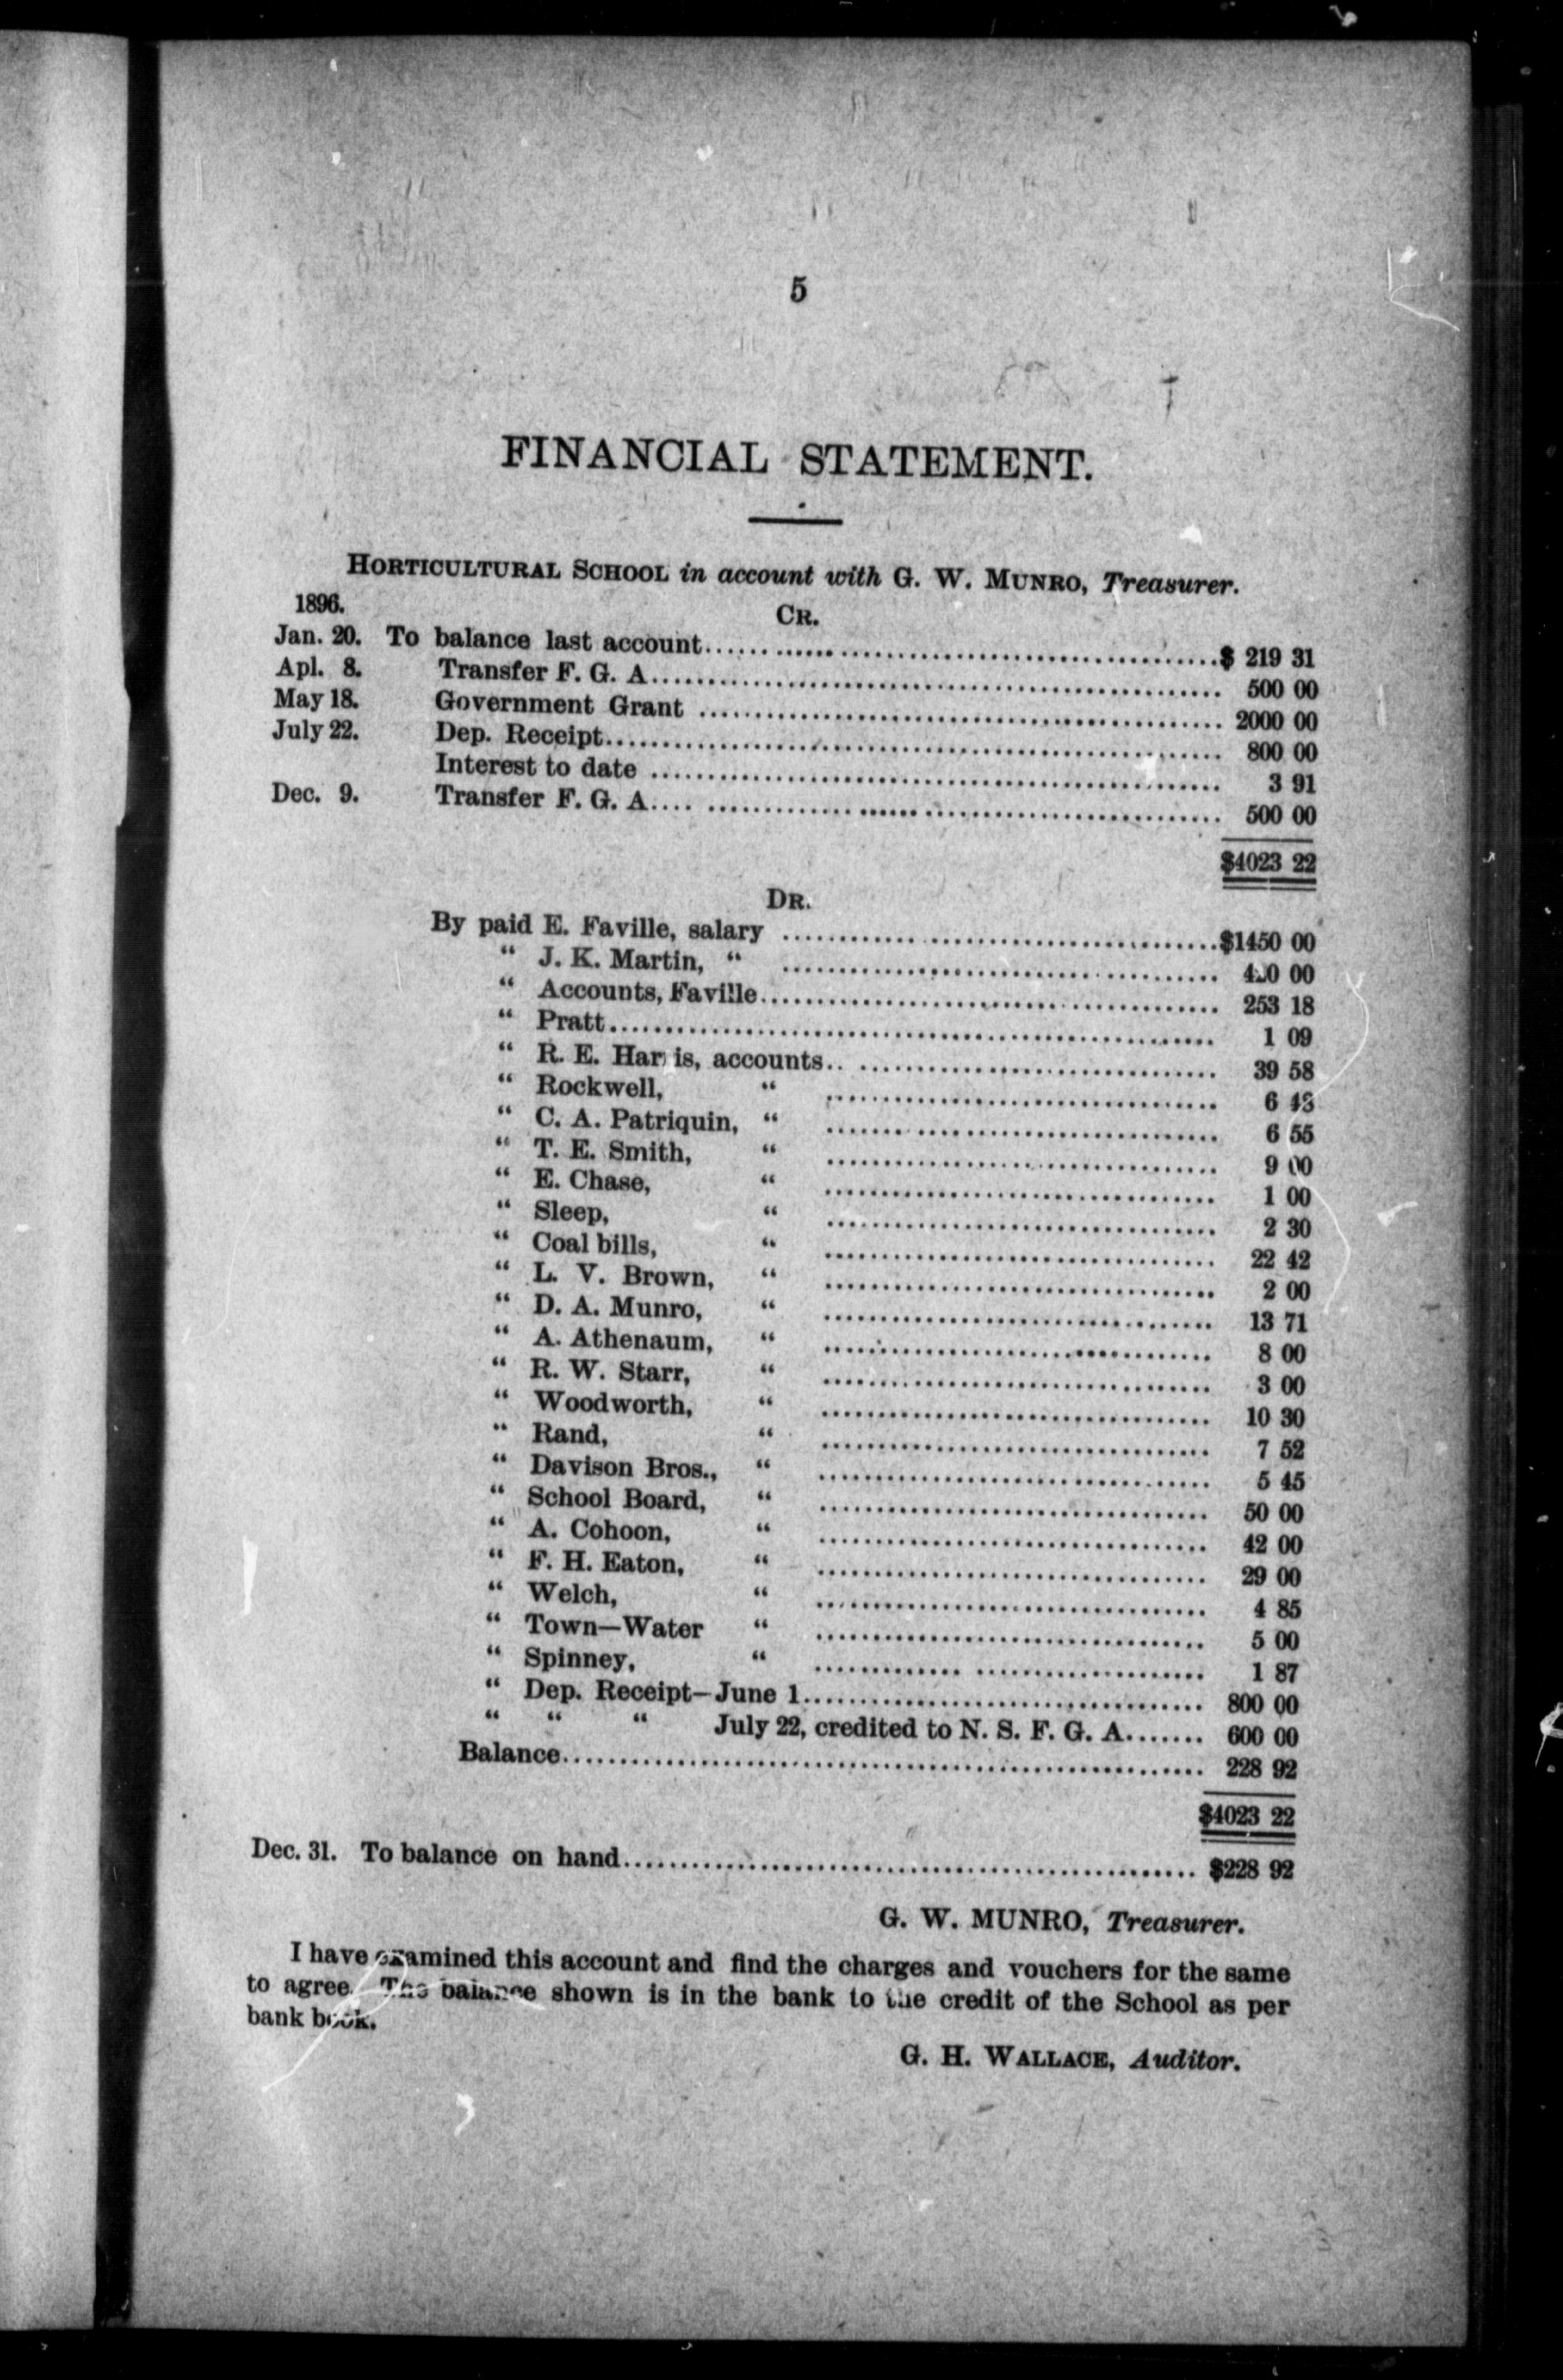 5
FINANCIAL STATEMENT.
HORTICULTURAL SCHOOL in account with G. W. MUNRO, Treasurer.
1896.
CR.
Jan. 20. To balance last account........................................$ 219 31
Apl. 8. Transfer F. G. A........................................ 500 00
May 18. Government Grant ........................................ 2000 00
July 22. Dep. Receipt........................................ 800 00
Interest to date ........................................ 3 91
Dec. 9. Transfer F. G. A........................................ 500 00
$4023 22
DR.
By paid E. Faville, salary ........................................$1450 00
“ J. K. Martin, “ ........................................ 420 00
“ Accounts, Faville........................................ 253 18
“ Pratt........................................ 1 09
“ R. E. Harris, accounts........................................ 39 58
“ Rockwell, “ ........................................ 6 48
“ C. A. Patriquin, “ ........................................ 6 55
“ T. E. Smith, “ ........................................ 9 00
“ E. Chase, “ ........................................ 1 00
“ Sleep, “ ........................................ 2 30
“ Coal bills, “ ........................................ 22 42
“ L. V. Brown, “ ........................................ 2 00
“ D. A. Munro, “ ........................................ 13 71
“ A. Athenaum, “ ........................................ 8 00
“ R. W. Starr, “ ........................................ 3 00
“ Woodworth, “ ........................................ 10 30
“ Rand, “ ........................................ 7 52
“ Davison Bros., “ ........................................ 5 45
“ School Board, “ ........................................ 50 00
“ A. Cohoon, “ ........................................ 42 00
“ F. H. Eaton, “ ........................................ 29 00
“ Welch, “ ........................................ 4 85
“ Town—Water “ ........................................ 5 00
“ Spinney, “ ........................................ 1 87
“ Dep. Receipt—June 1........................................ 800 00
“ “ “ July 22, credited to N. S. F. G. A....... 600 00
Balance........................................ 228 92
$4023 22
Dec. 31. To balance on hand........................................ $228 92
G. W. MUNRO, Treasurer.
I have examined this account and find the charges and vouchers for the same
to agree. The balance shown is in the bank to the credit of the School as per
bank book.
G. H. WALLACE, Auditor.